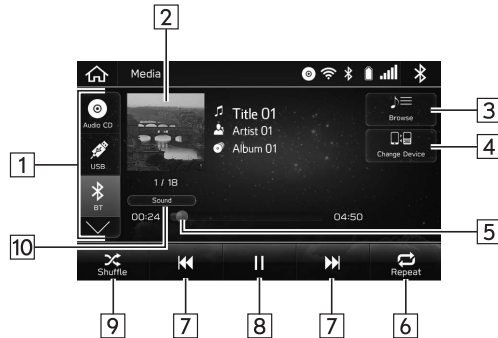 2
Media
Audio CD
USB
BT
Title 01
Artist 01
Album 01
Browse
Change Device
1 / 18
Sound
00:24
04:50
Shuffle
Repeat
1
3
4
5
10
9
7
8
7
6